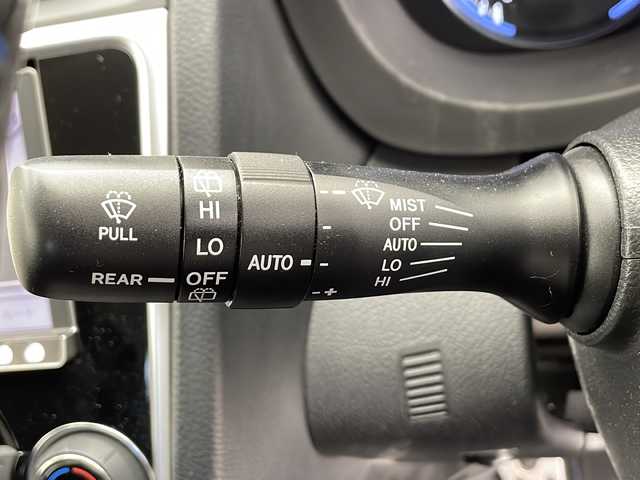 PULL
REAR
HI
LO
OFF
AUTO
- +
MIST
OFF
AUTO
LO
HI